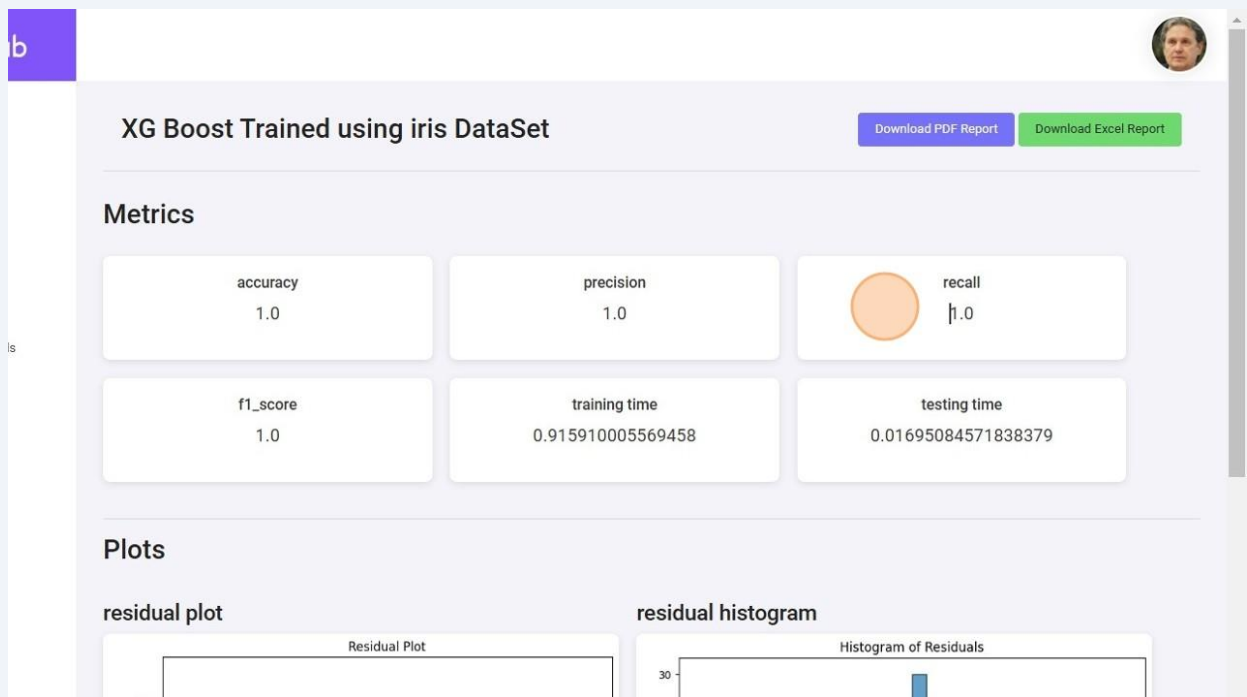 XG Boost Trained using iris DataSet
Download PDF Report
Download Excel Report
Metrics
accuracy
1.0
precision
1.0
recall
1.0
f1_score
1.0
training time
0.915910005569458
testing time
0.01695084571838379
Plots
residual plot
residual histogram
Residual Plot
Histogram of Residuals
30